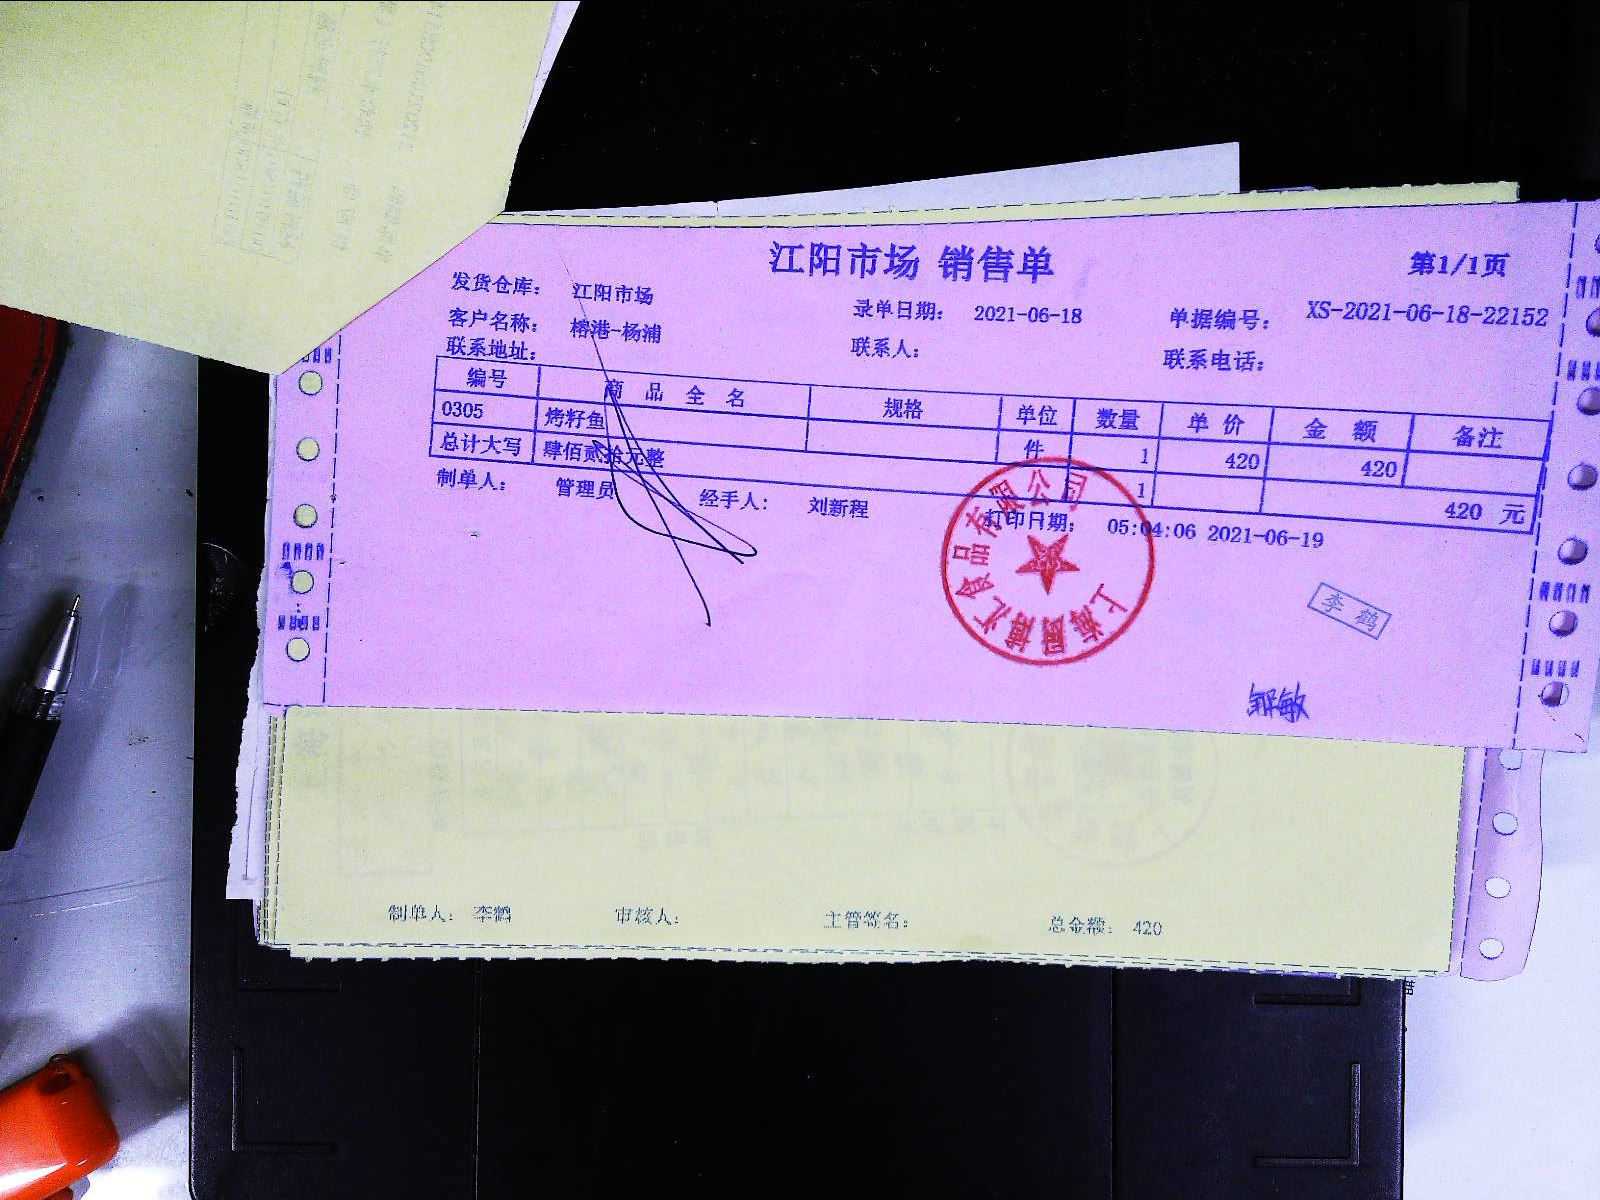 江阳市场 销售单
第1/1页
发货仓库： 江阳市场
录单日期： 2021-06-18
单据编号： XS-2021-06-18-22152
客户名称： 榕港-杨浦
联系人：
联系电话：
联系地址：
编号 商 品 全 名 规格 单位 数量 单 价 金 额 备注
0305 烤籽鱼 件 1 420 420
总计大写 肆佰贰拾元整 1 420 元
制单人： 管理员 经手人： 刘新程 打印日期： 05:04:06 2021-06-19
李鹤
邹敏
制单人： 李鹤 审核人： 主管签名： 总金额： 420